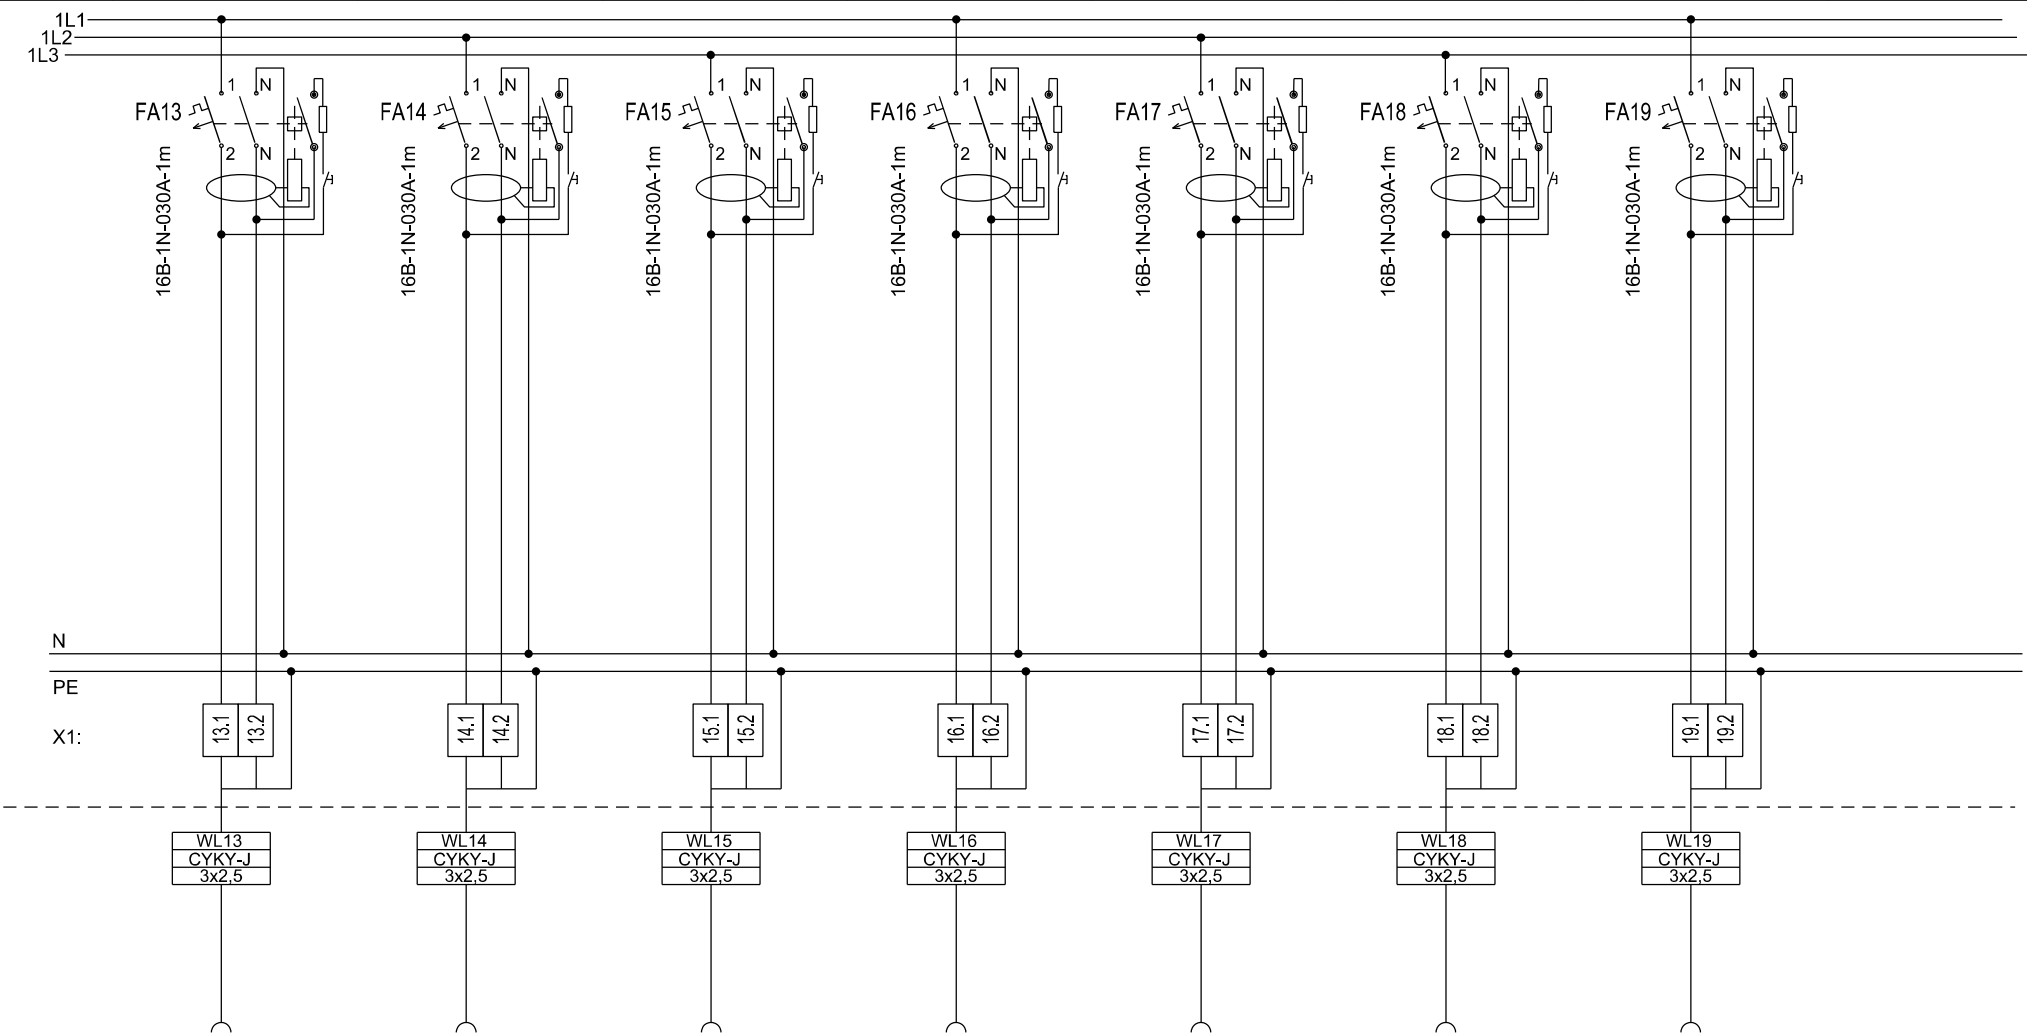 1L1
1L2
1L3
1 N 1 N 1 N 1 N 1 N 1 N 1 N
FA13 FA14 FA15 FA16 FA17 FA18 FA19
2 N 2 N 2 N 2 N 2 N 2 N 2 N
16B-1N-030A-1m 16B-1N-030A-1m 16B-1N-030A-1m 16B-1N-030A-1m 16B-1N-030A-1m 16B-1N-030A-1m 16B-1N-030A-1m
N
PE
X1: 13.1 13.2 14.1 14.2 15.1 15.2 16.1 16.2 17.1 17.2 18.1 18.2 19.1 19.2
WL13 WL14 WL15 WL16 WL17 WL18 WL19
CYKY-J CYKY-J CYKY-J CYKY-J CYKY-J CYKY-J CYKY-J
3x2,5 3x2,5 3x2,5 3x2,5 3x2,5 3x2,5 3x2,5